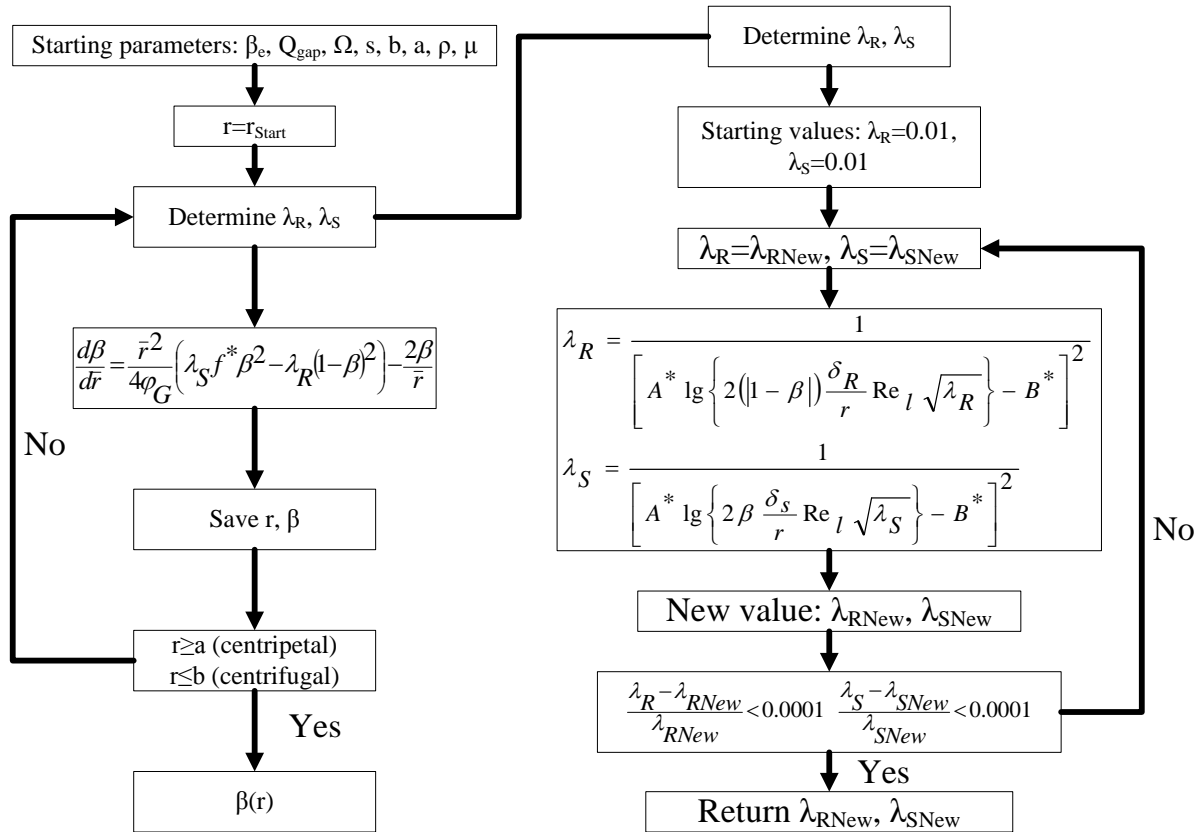 Starting parameters: βe, Qgap, Ω, s, b, a, ρ, μ
r=rStart
Determine λR, λS
dβ/dr̄ = r̄²/4φG (λS f* β² − λR(1−β)²) − 2β/r̄
No
Save r, β
r≥a (centripetal)
r≤b (centrifugal)
Yes
β(r)
Determine λR, λS
Starting values: λR=0.01,
λS=0.01
λR=λRNew, λS=λSNew
λR = 1 / [A* lg{2(|1 − β|) δR/r Re l √λR} − B*]²
λS = 1 / [A* lg{2 β δs/r Re l √λS} − B*]²
No
New value: λRNew, λSNew
(λR − λRNew)/λRNew <0.0001 (λS − λSNew)/λSNew <0.0001
Yes
Return λRNew, λSNew